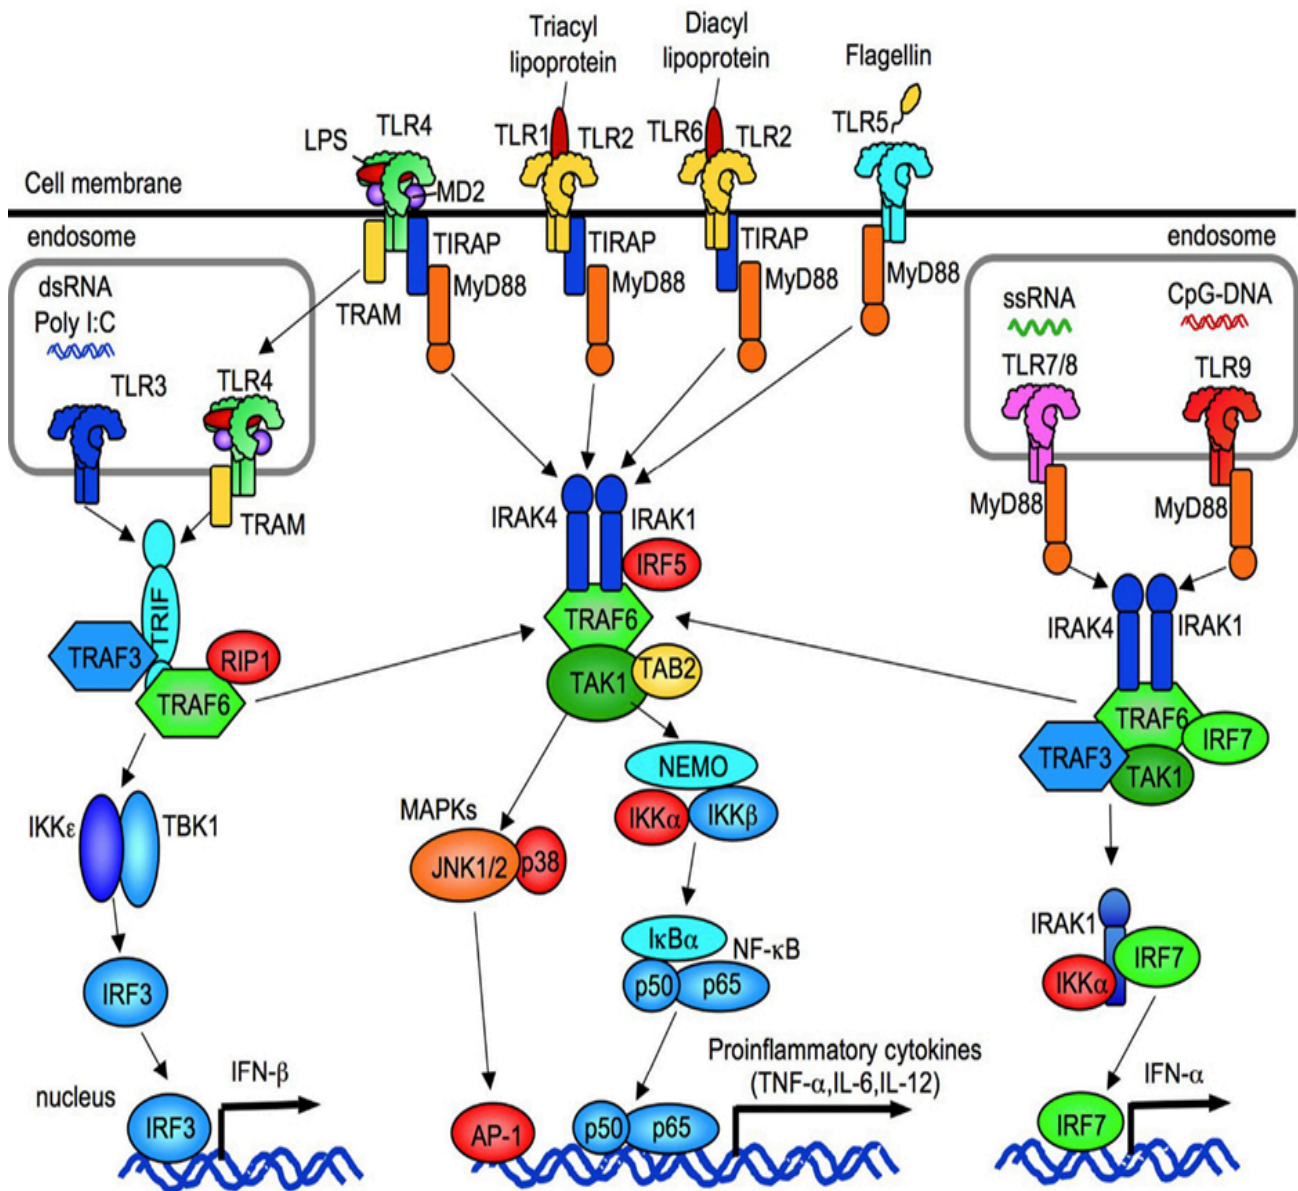 Triacyl
lipoprotein
Diacyl
lipoprotein
Flagellin
LPS
TLR4
TLR1
TLR2
TLR6
TLR2
TLR5
MD2
Cell membrane
endosome
endosome
TIRAP
MyD88
TRAM
TIRAP
MyD88
TIRAP
MyD88
MyD88
dsRNA
Poly I:C
TLR3
TLR4
TRAM
ssRNA
CpG-DNA
TLR7/8
TLR9
MyD88
MyD88
IRAK4
IRAK1
IRF5
TRAF6
TAK1
TAB2
TRIF
TRAF3
RIP1
TRAF6
IRAK4
IRAK1
TRAF6
IRF7
TRAF3
TAK1
NEMO
IKKα
IKKβ
MAPKs
JNK1/2
p38
IKKε
TBK1
IκBα
NF-κB
p50
p65
IRAK1
IRF7
IKKα
IRF3
nucleus
IFN-β
IRF3
Proinflammatory cytokines
(TNF-α,IL-6,IL-12)
AP-1
p50
p65
IFN-α
IRF7